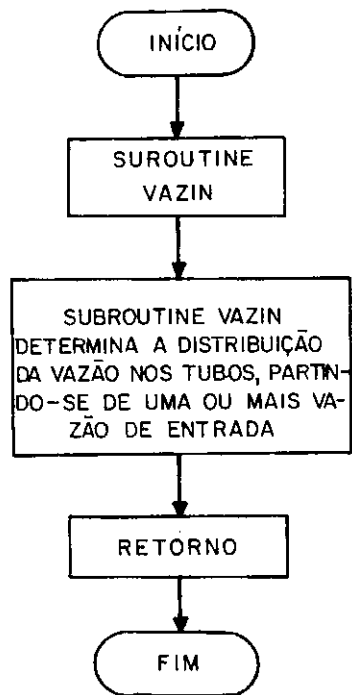 INÍCIO
SUROUTINE
VAZIN
SUBROUTINE VAZIN
DETERMINA A DISTRIBUIÇÃO
DA VAZÃO NOS TUBOS, PARTIN-
DO-SE DE UMA OU MAIS VA-
ZÃO DE ENTRADA
RETORNO
FIM